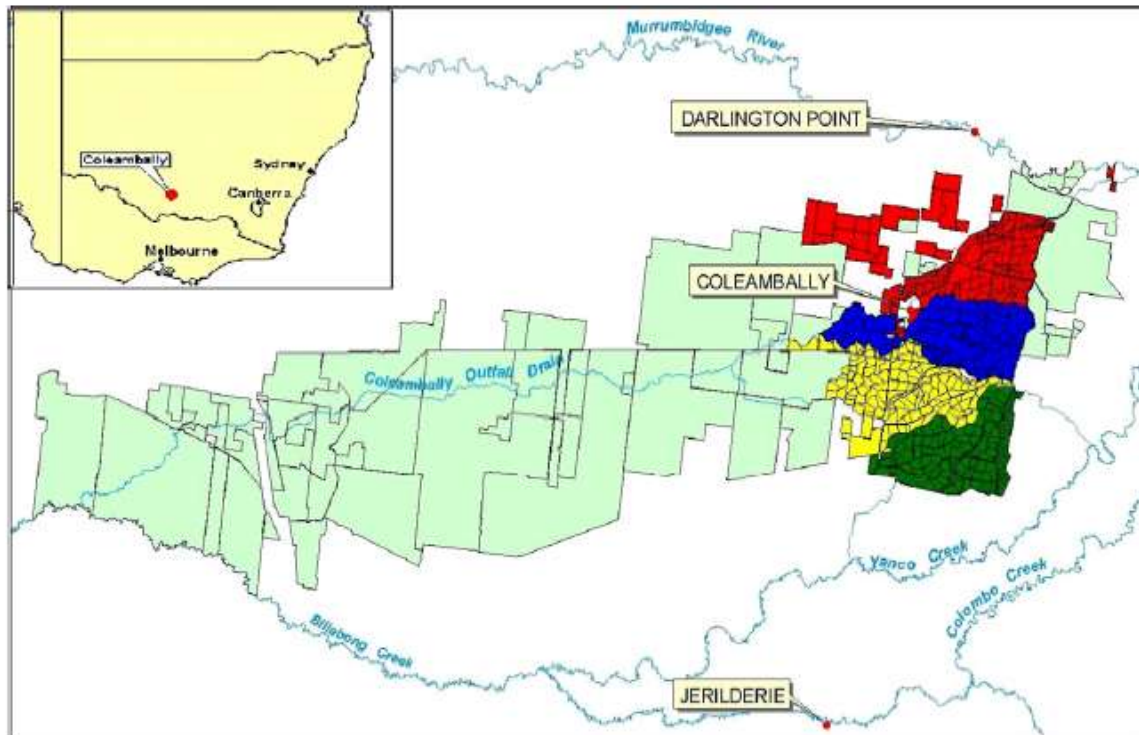 Murrumbidgee River
DARLINGTON POINT
Coleambally
Sydney
Canberra
Melbourne
COLEAMBALLY
Coleambally Outfall Drain
Yanco Creek
Colombo Creek
Billabong Creek
JERILDERIE